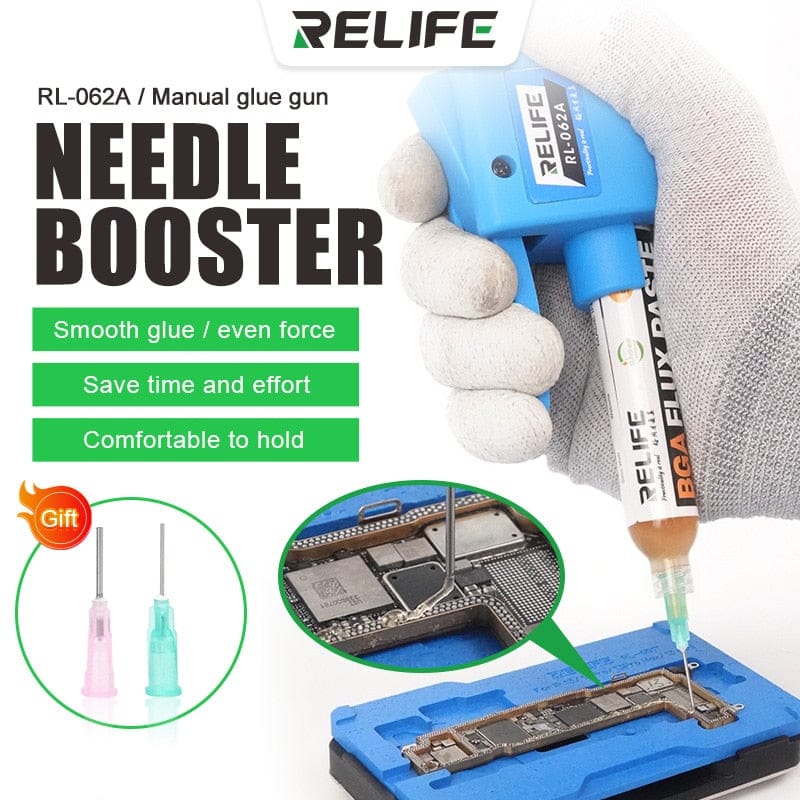 RELIFE
RL-062A / Manual glue gun
NEEDLE
BOOSTER
Smooth glue / even force
Save time and effort
Comfortable to hold
Gift
RELIFE
RL-062A
RELIFE
BGA FLUX PASTE
RELIFE